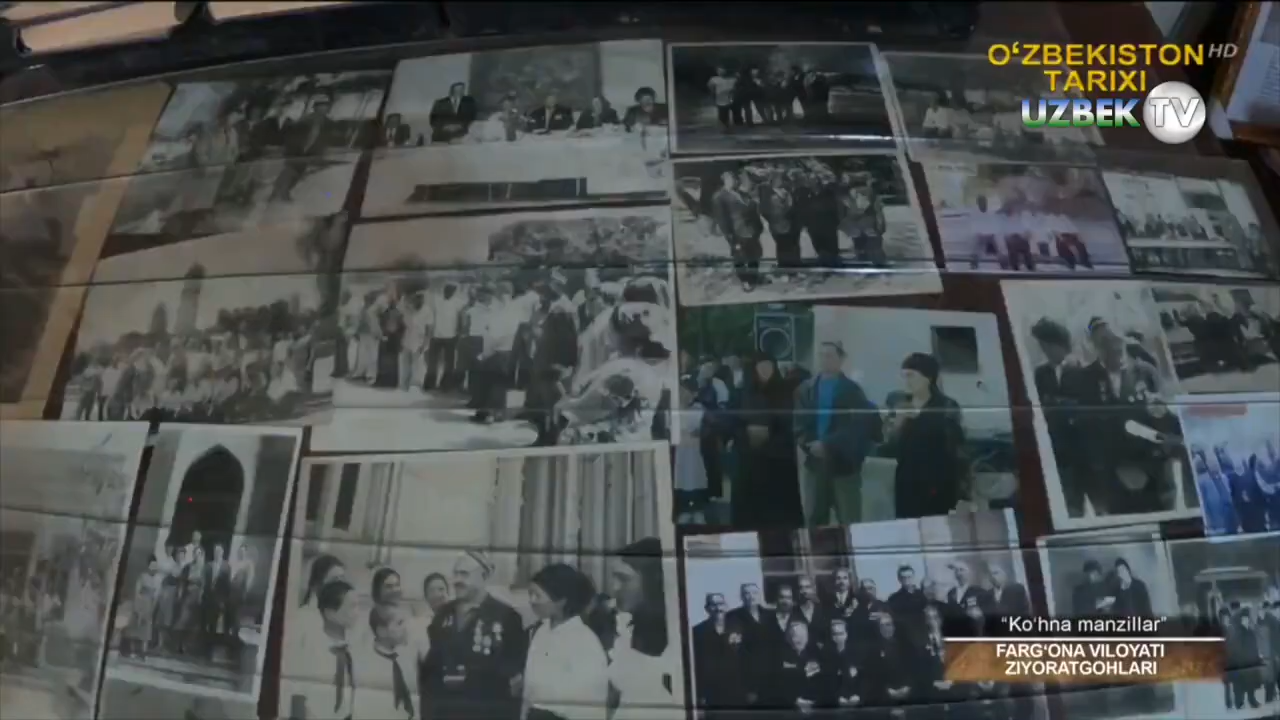 O‘ZBEKISTON HD
TARIXI
UZBEK TV
“Ko‘hna manzillar”
FARG‘ONA VILOYATI
ZIYORATGOHLARI